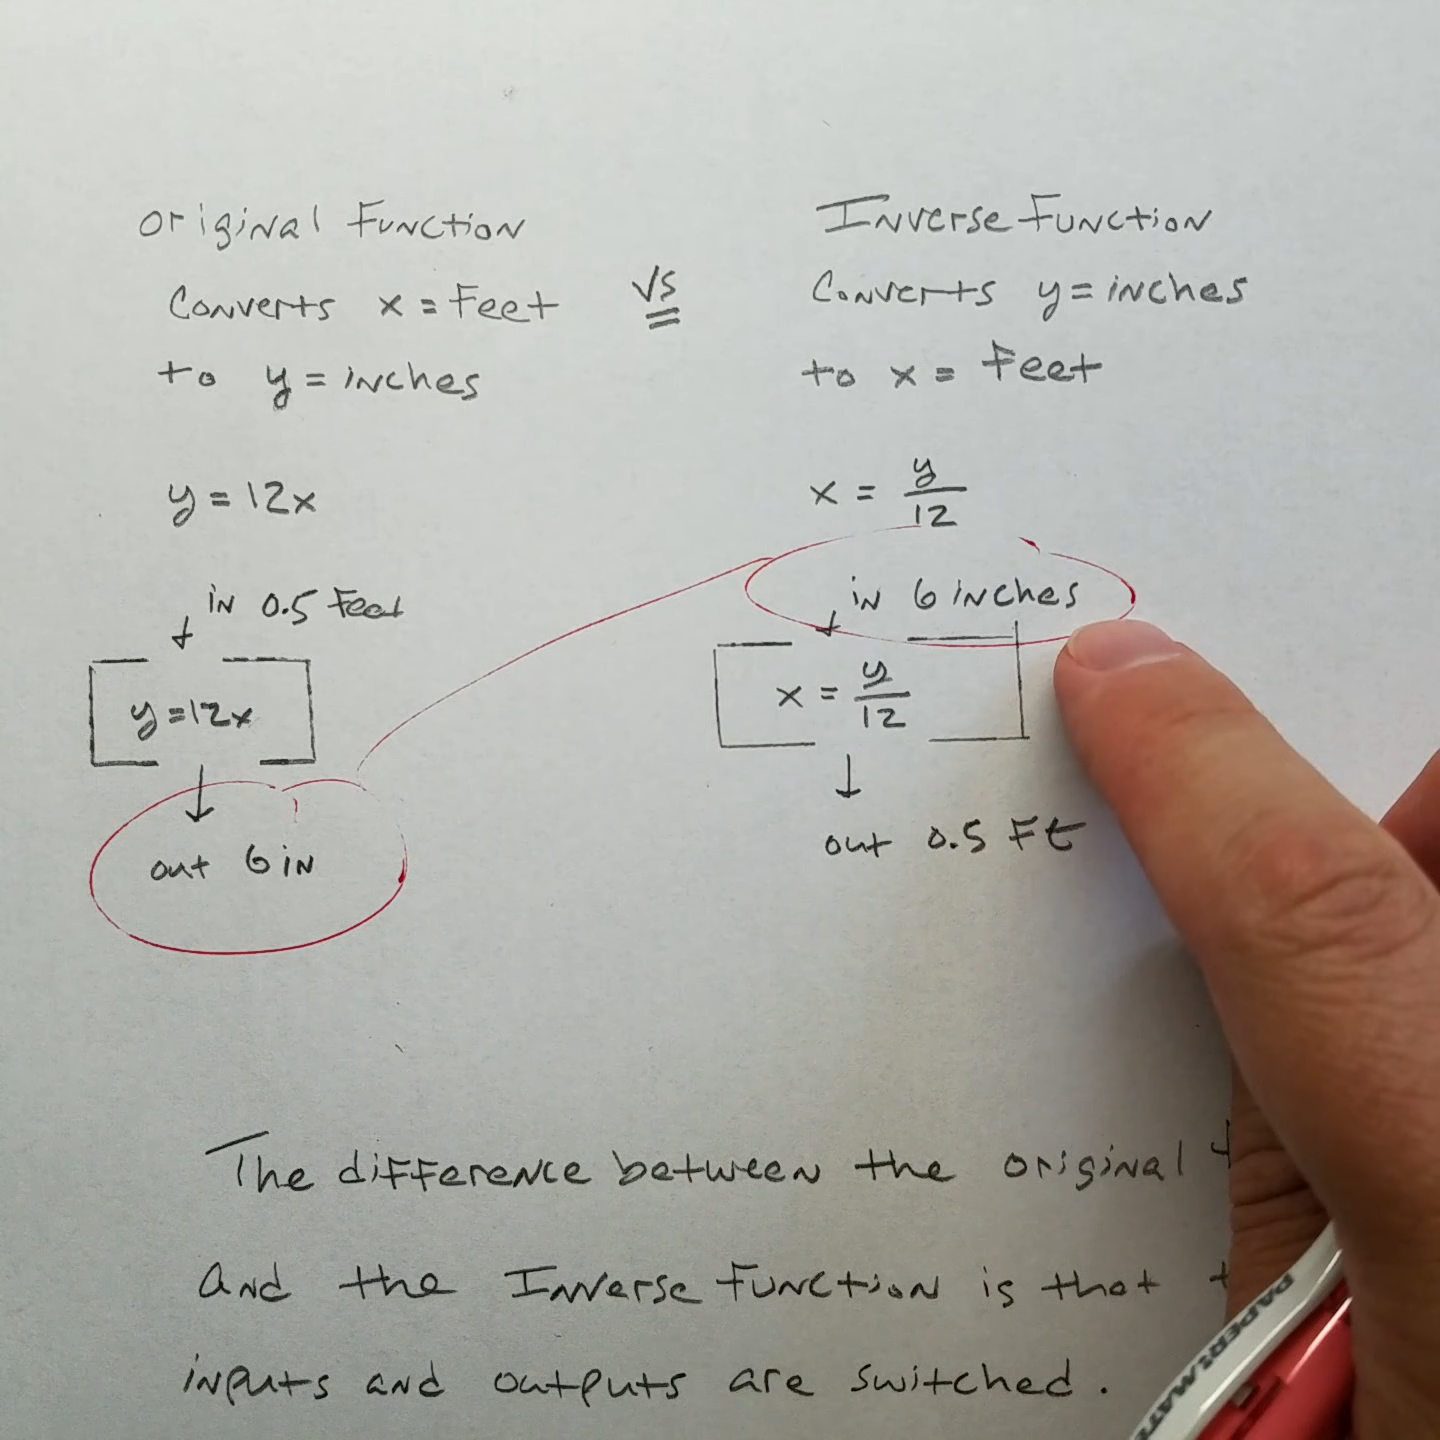 Original Function
Converts x = Feet
to y = inches
y = 12x
in 0.5 Feet
y = 12x
out 6 in
vs
Inverse Function
Converts y = inches
to x = Feet
x = y/12
in 6 inches
x = y/12
out 0.5 Ft
The difference between the original
and the Inverse Function is that
inputs and outputs are switched.
PAPERMATE